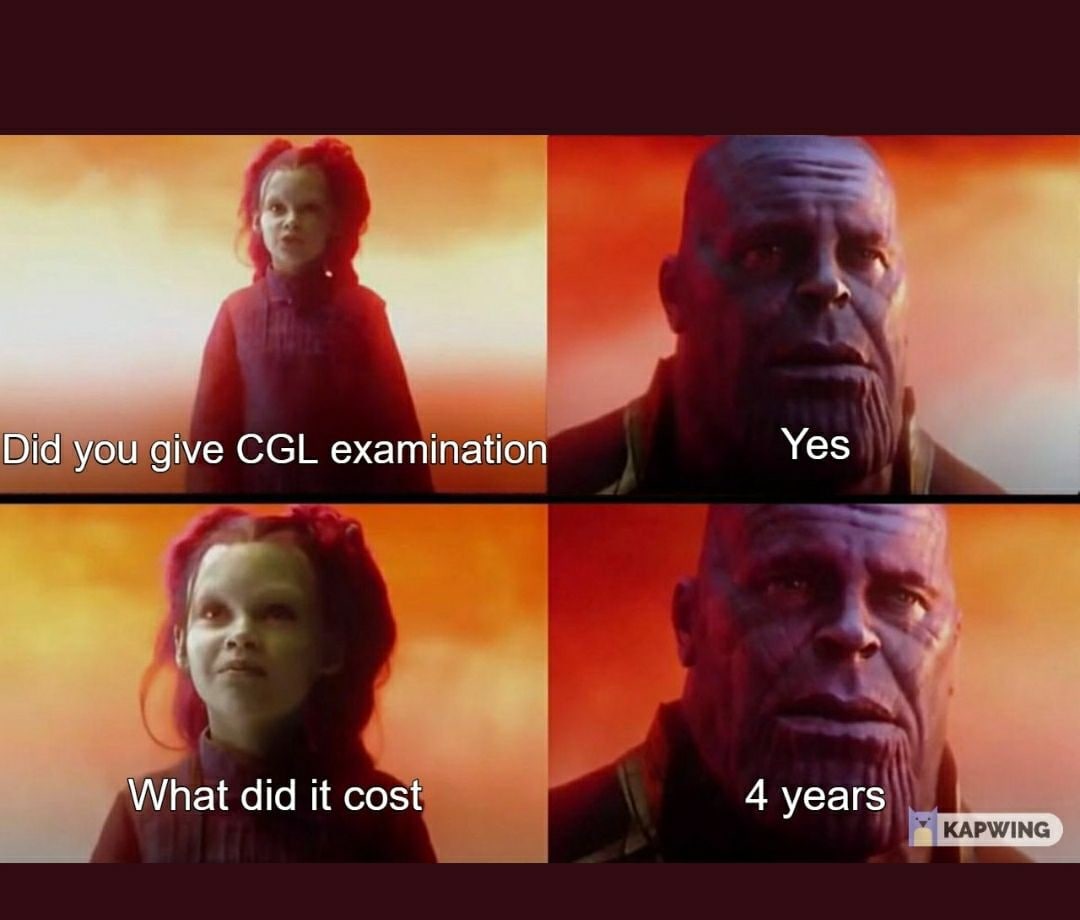 Did you give CGL examination
Yes
What did it cost
4 years
KAPWING